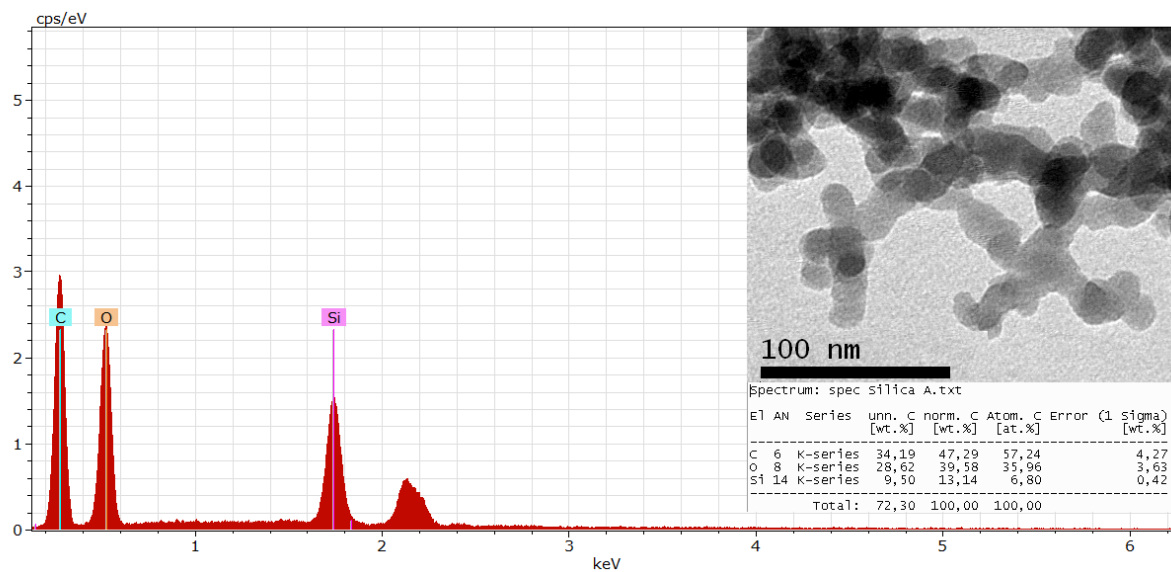 cps/eV
5
4
3
2
1
0
C
O
Si
1
2
3
4
5
6
keV
100 nm
Spectrum: spec Silica A.txt
El AN Series unn. C norm. C Atom. C Error (1 Sigma)
[wt.%] [wt.%] [at.%] [wt.%]
C 6 K-series 34,19 47,29 57,24 4,27
O 8 K-series 28,62 39,58 35,96 3,63
Si 14 K-series 9,50 13,14 6,80 0,42
Total: 72,30 100,00 100,00